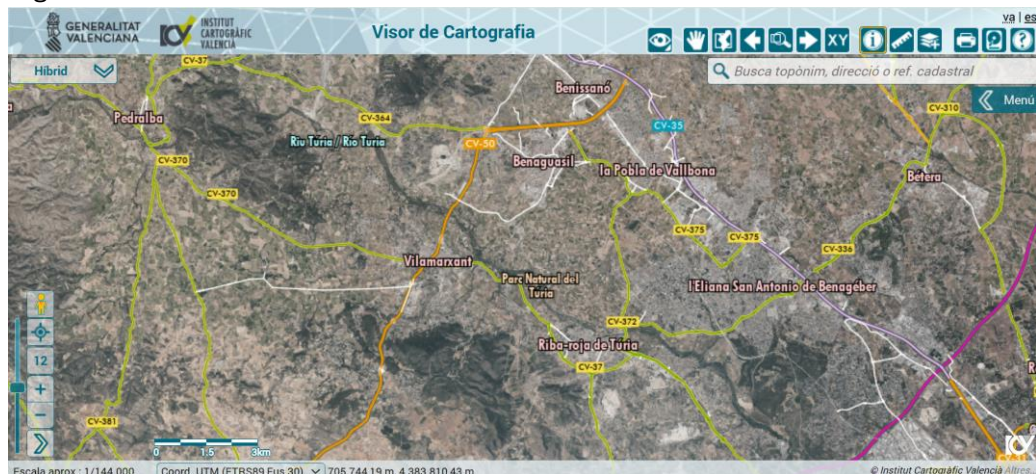 va | es
GENERALITAT
VALENCIANA
INSTITUT
CARTOGRÀFIC
VALENCIÀ
Visor de Cartografia
XY
Híbrid
Busca topònim, direcció o ref. cadastral
Menú
CV-37
Benissanó
CV-310
Pedralba
CV-364
CV-35
Riu Túria / Río Turia
CV-50
CV-370
Benaguasil
la Pobla de Vallbona
Bétera
CV-370
CV-375
CV-375
CV-336
Vilamarxant
Parc Natural del
Túria
l'Eliana
San Antonio de Benagéber
12
CV-372
Riba-roja de Túria
CV-37
CV-381
0
1.5
3km
Escala aprox.: 1/144.000
Coord. UTM (ETRS89 Fus 30)
705.744,19 m, 4.383.810,43 m
© Institut Cartogràfic Valencià